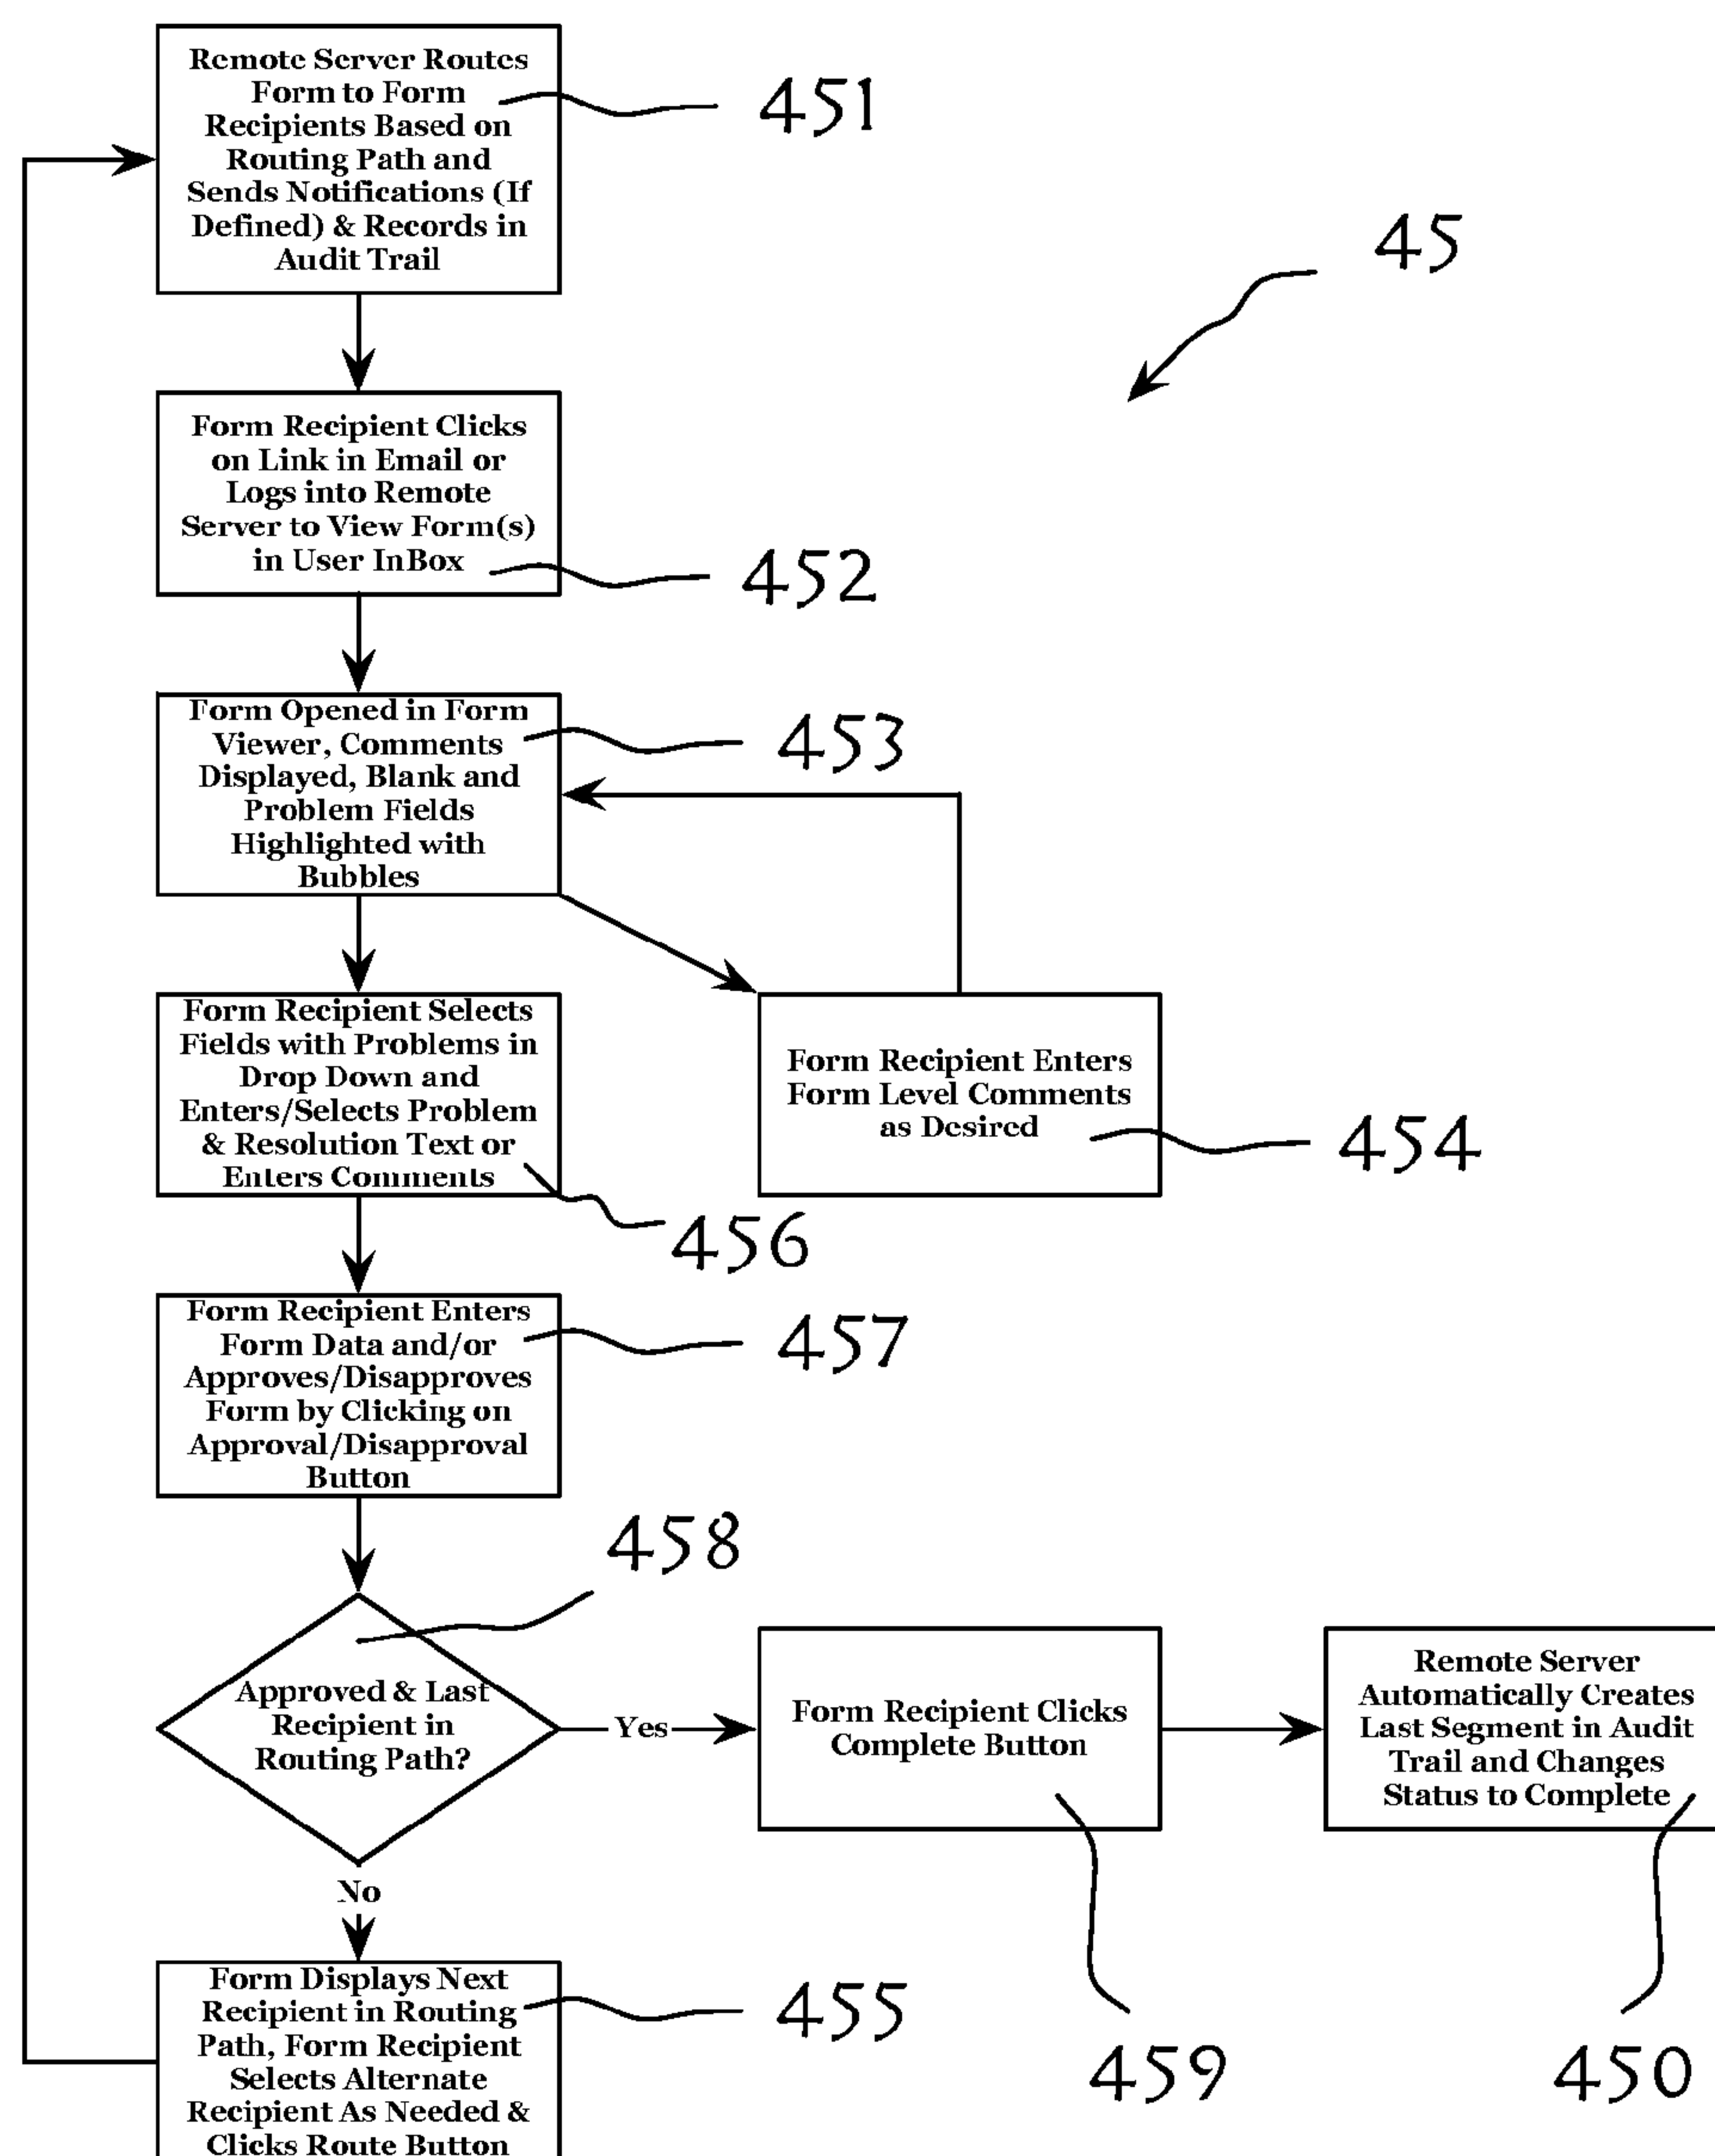 Remote Server Routes
Form to Form
Recipients Based on
Routing Path and
Sends Notifications (If
Defined) & Records in
Audit Trail
451
45
Form Recipient Clicks
on Link in Email or
Logs into Remote
Server to View Form(s)
in User InBox
452
Form Opened in Form
Viewer, Comments
Displayed, Blank and
Problem Fields
Highlighted with
Bubbles
453
Form Recipient Selects
Fields with Problems in
Drop Down and
Enters/Selects Problem
& Resolution Text or
Enters Comments
456
Form Recipient Enters
Form Level Comments
as Desired
454
Form Recipient Enters
Form Data and/or
Approves/Disapproves
Form by Clicking on
Approval/Disapproval
Button
457
458
Approved & Last
Recipient in
Routing Path?
Yes
Form Recipient Clicks
Complete Button
459
Remote Server
Automatically Creates
Last Segment in Audit
Trail and Changes
Status to Complete
450
No
Form Displays Next
Recipient in Routing
Path, Form Recipient
Selects Alternate
Recipient As Needed &
Clicks Route Button
455